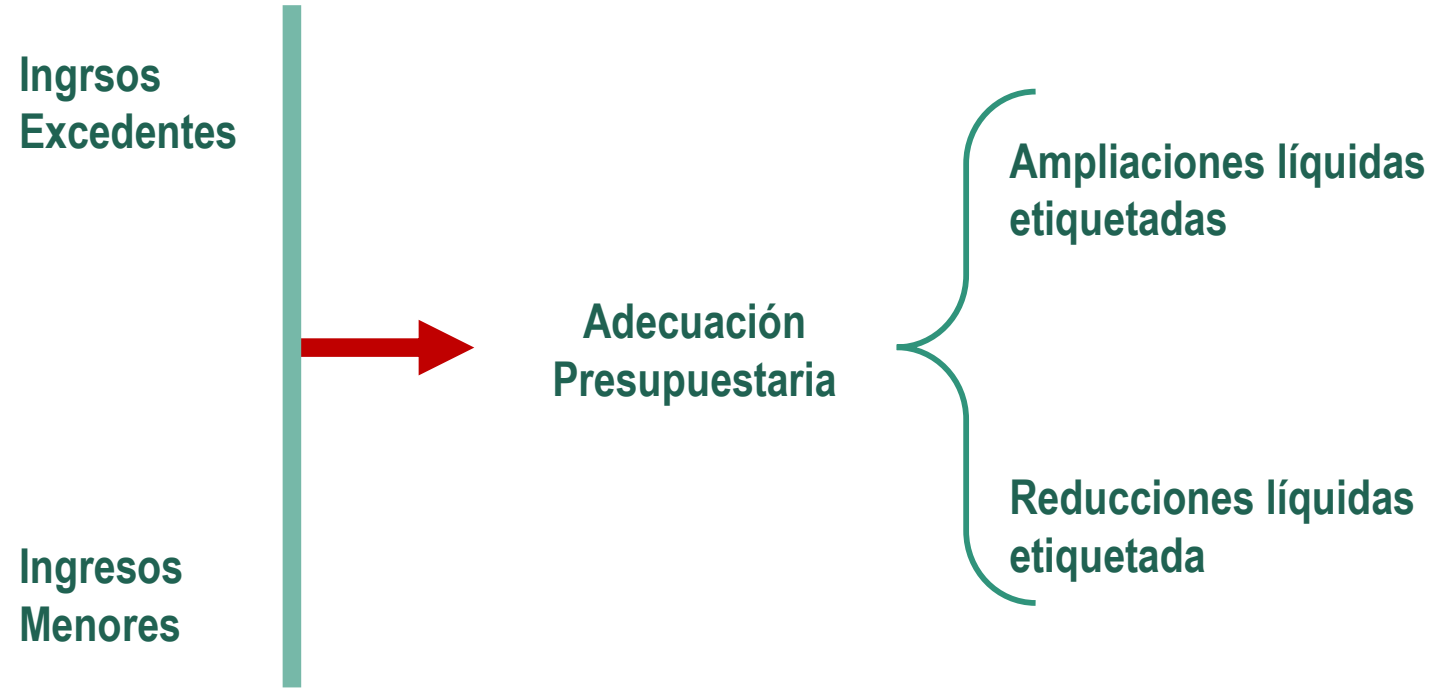 Ingrsos
Excedentes
Ingresos
Menores
Adecuación
Presupuestaria
Ampliaciones líquidas
etiquetadas
Reducciones líquidas
etiquetada